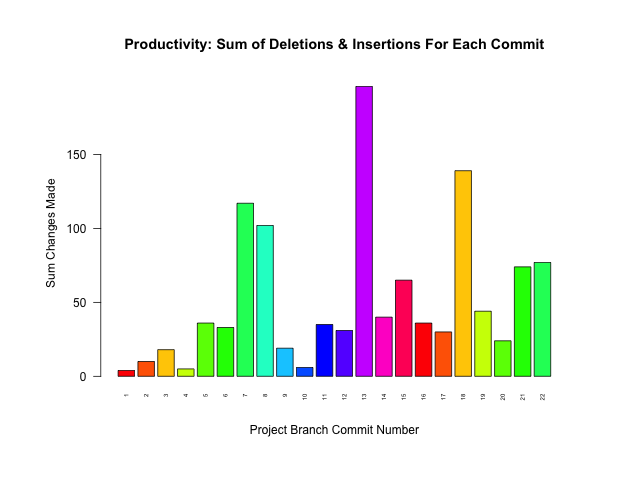 Productivity: Sum of Deletions & Insertions For Each Commit
Sum Changes Made
150
100
50
0
1 2 3 4 5 6 7 8 9 10 11 12 13 14 15 16 17 18 19 20 21 22
Project Branch Commit Number